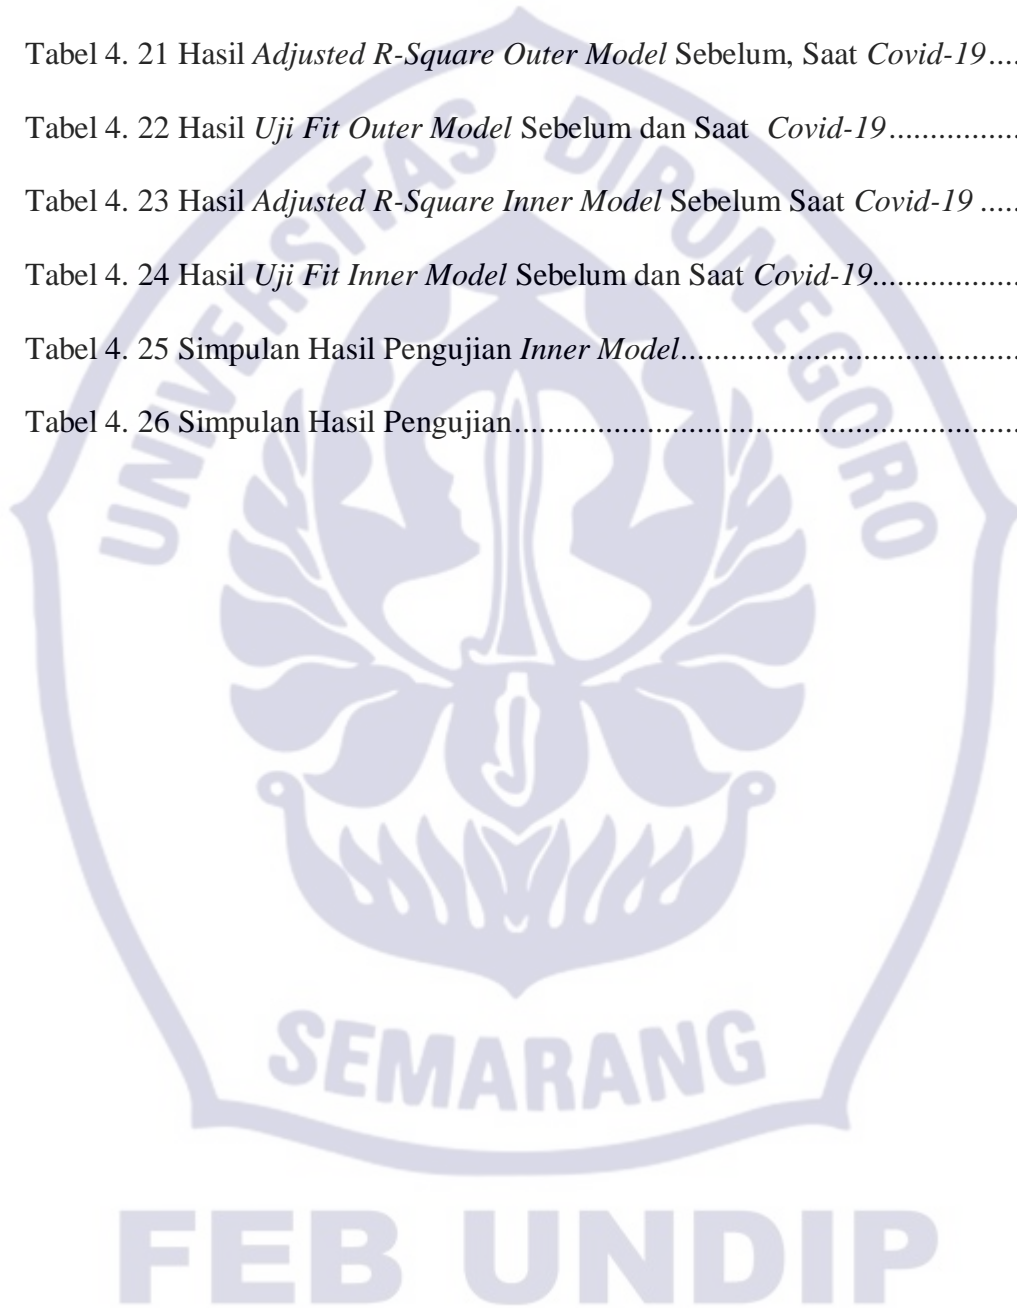 Tabel 4. 21 Hasil Adjusted R-Square Outer Model Sebelum, Saat Covid-19....
Tabel 4. 22 Hasil Uji Fit Outer Model Sebelum dan Saat  Covid-19................
Tabel 4. 23 Hasil Adjusted R-Square Inner Model Sebelum Saat Covid-19 .....
Tabel 4. 24 Hasil Uji Fit Inner Model Sebelum dan Saat Covid-19..................
Tabel 4. 25 Simpulan Hasil Pengujian Inner Model.........................................
Tabel 4. 26 Simpulan Hasil Pengujian.............................................................
UNIVERSITAS DIPONEGORO
SEMARANG
FEB UNDIP